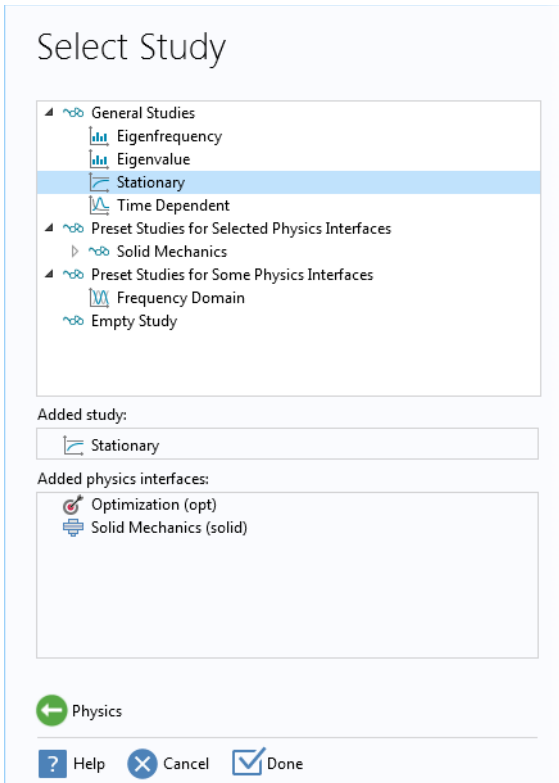 Select Study
General Studies
Eigenfrequency
Eigenvalue
Stationary
Time Dependent
Preset Studies for Selected Physics Interfaces
Solid Mechanics
Preset Studies for Some Physics Interfaces
Frequency Domain
Empty Study
Added study:
Stationary
Added physics interfaces:
Optimization (opt)
Solid Mechanics (solid)
Physics
? Help Cancel Done